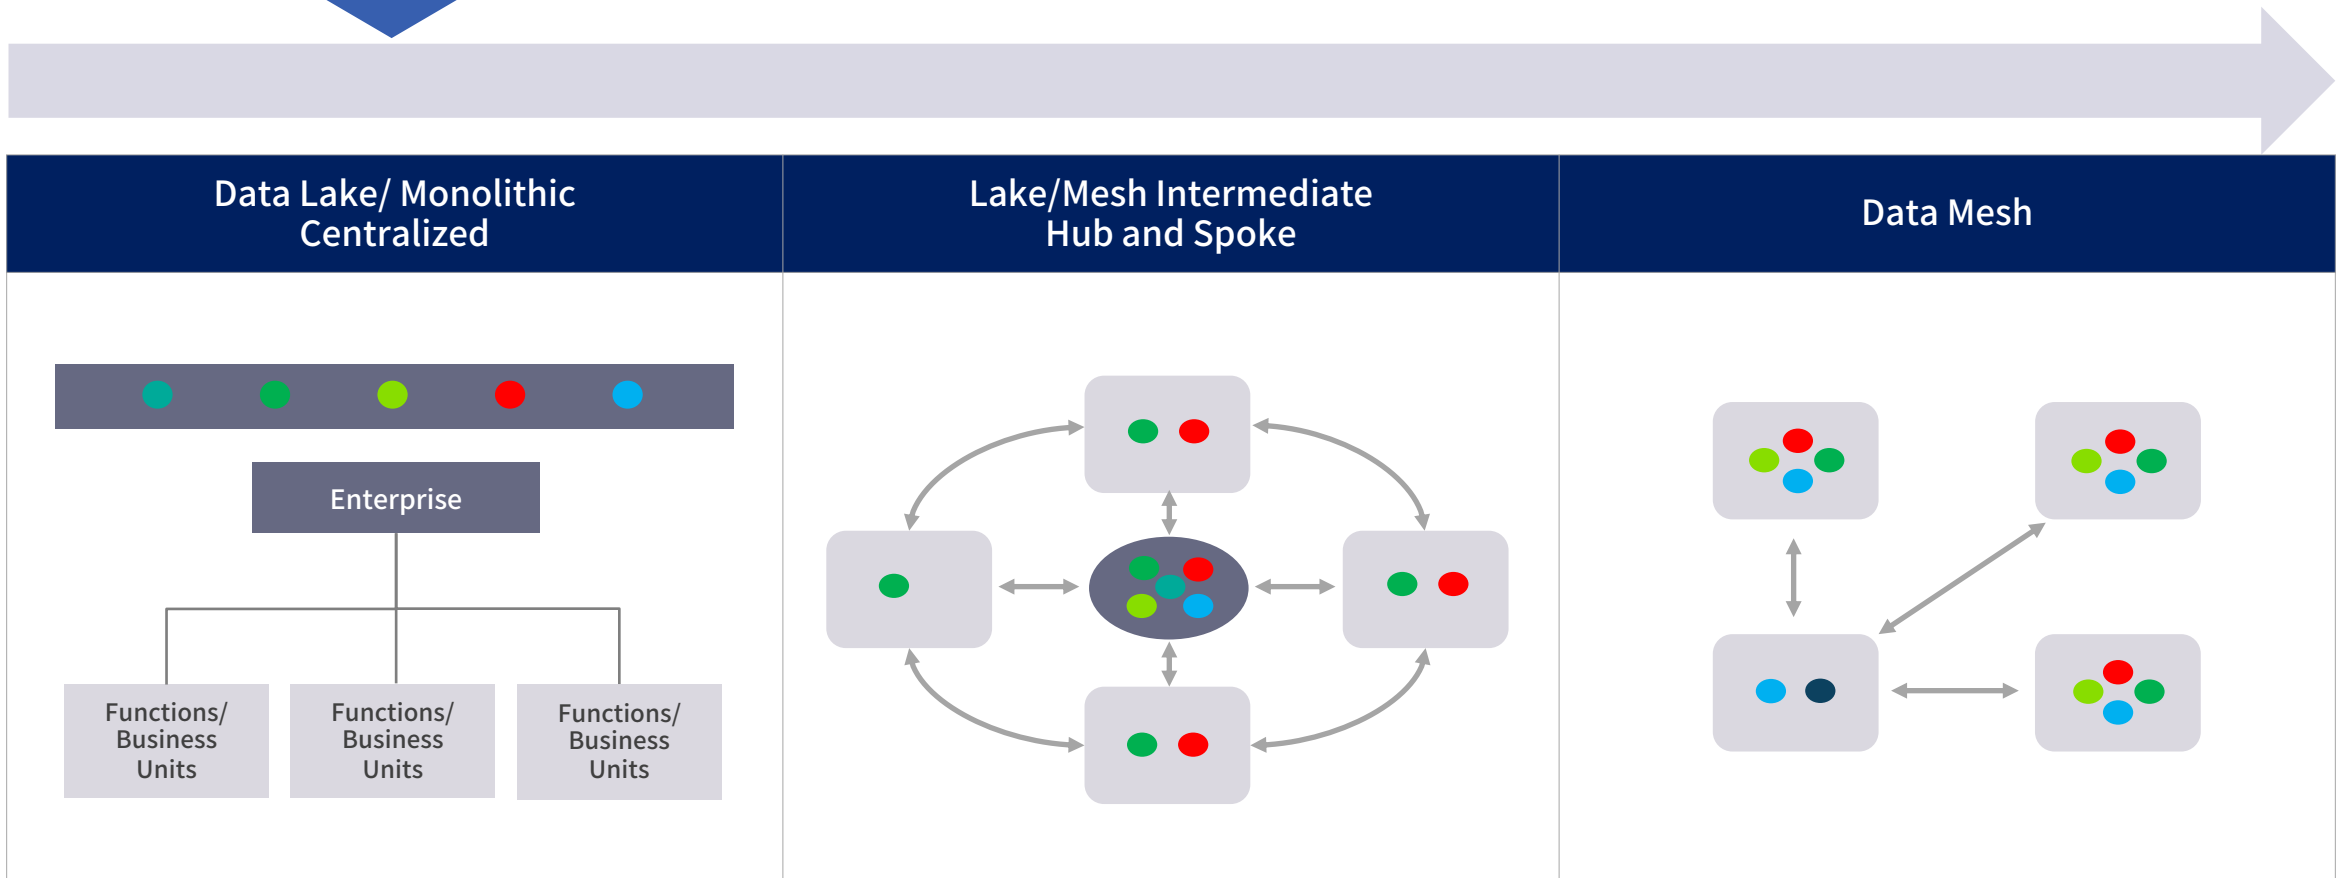 Data Lake/ Monolithic
Centralized
Lake/Mesh Intermediate
Hub and Spoke
Data Mesh
Enterprise
Functions/
Business
Units
Functions/
Business
Units
Functions/
Business
Units